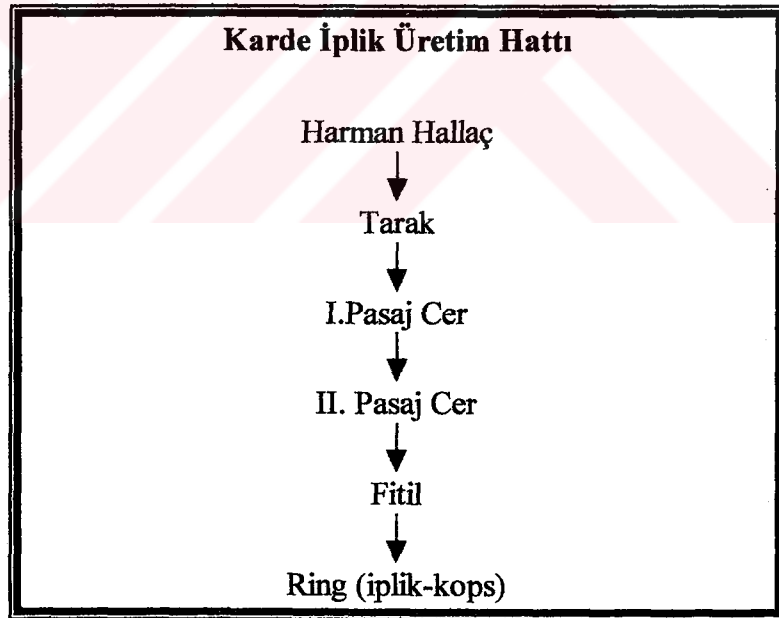 Karde İplik Üretim Hattı
Harman Hallaç
Tarak
I.Pasaj Cer
II. Pasaj Cer
Fitil
Ring (iplik-kops)